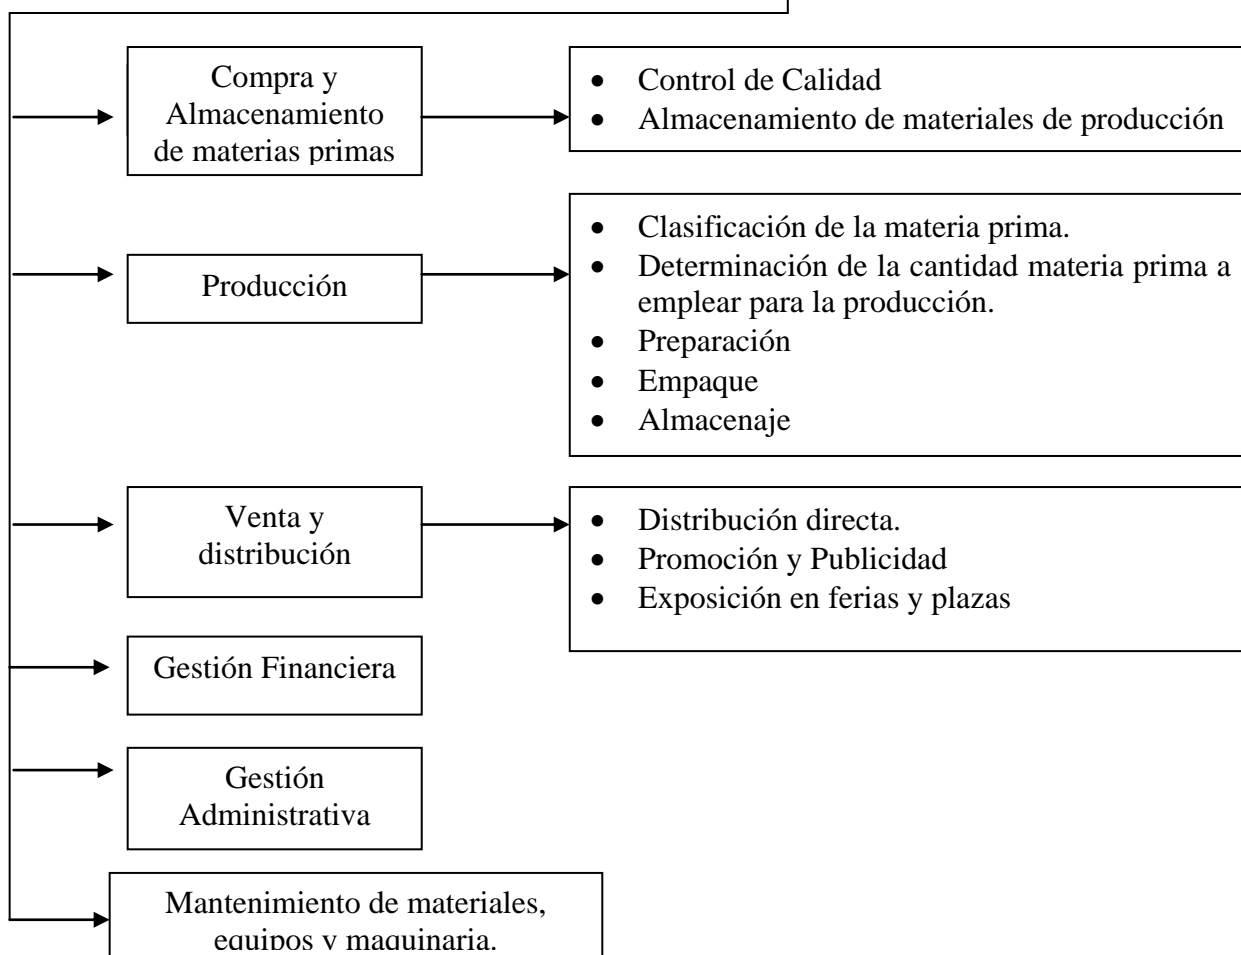 Compra y
Almacenamiento
de materias primas
• Control de Calidad
• Almacenamiento de materiales de producción
Producción
• Clasificación de la materia prima.
• Determinación de la cantidad materia prima a
emplear para la producción.
• Preparación
• Empaque
• Almacenaje
Venta y
distribución
• Distribución directa.
• Promoción y Publicidad
• Exposición en ferias y plazas
Gestión Financiera
Gestión
Administrativa
Mantenimiento de materiales,
equipos y maquinaria.